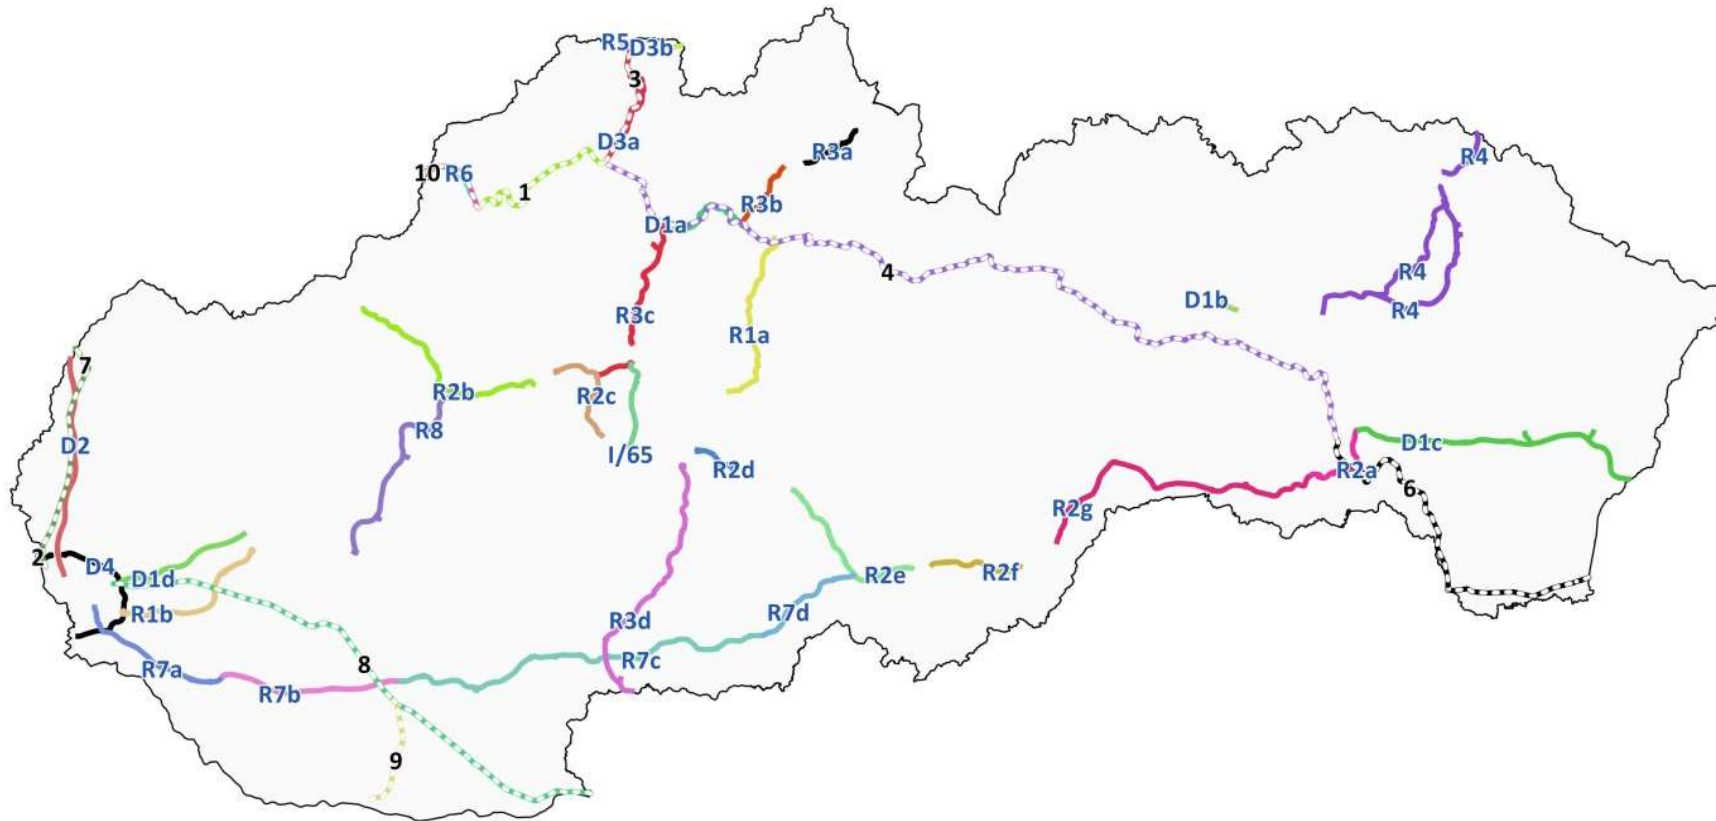 R5
D3b
3
D3a
R3a
R4
10
R6
1
R3b
D1a
4
R4
D1b
R4
R3c
R1a
7
R2b
R2c
R8
D2
I/65
R2d
D1c
R2a
6
R2g
2
D4
D1d
R2f
R2e
R1b
R7d
R3d
R7c
8
R7a
R7b
9